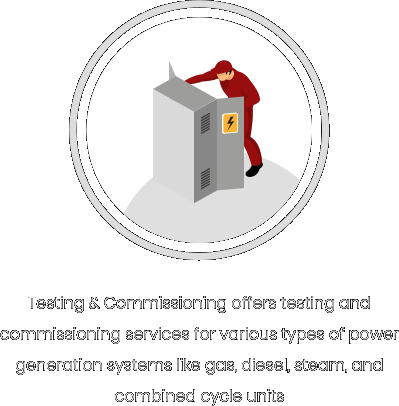 Testing & Commissioning offers testing and
commissioning services for various types of power
generation systems like gas, diesel, steam, and
combined cycle units